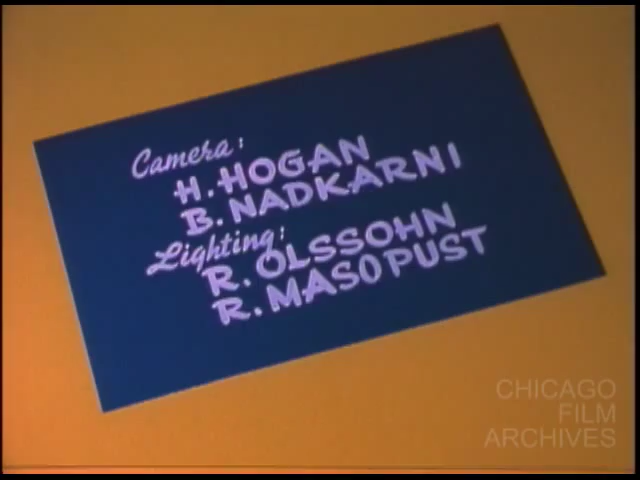 Camera:
H. HOGAN
B. NADKARNI
Lighting:
R. OLSSOHN
R. MASOPUST
CHICAGO
FILM
ARCHIVES